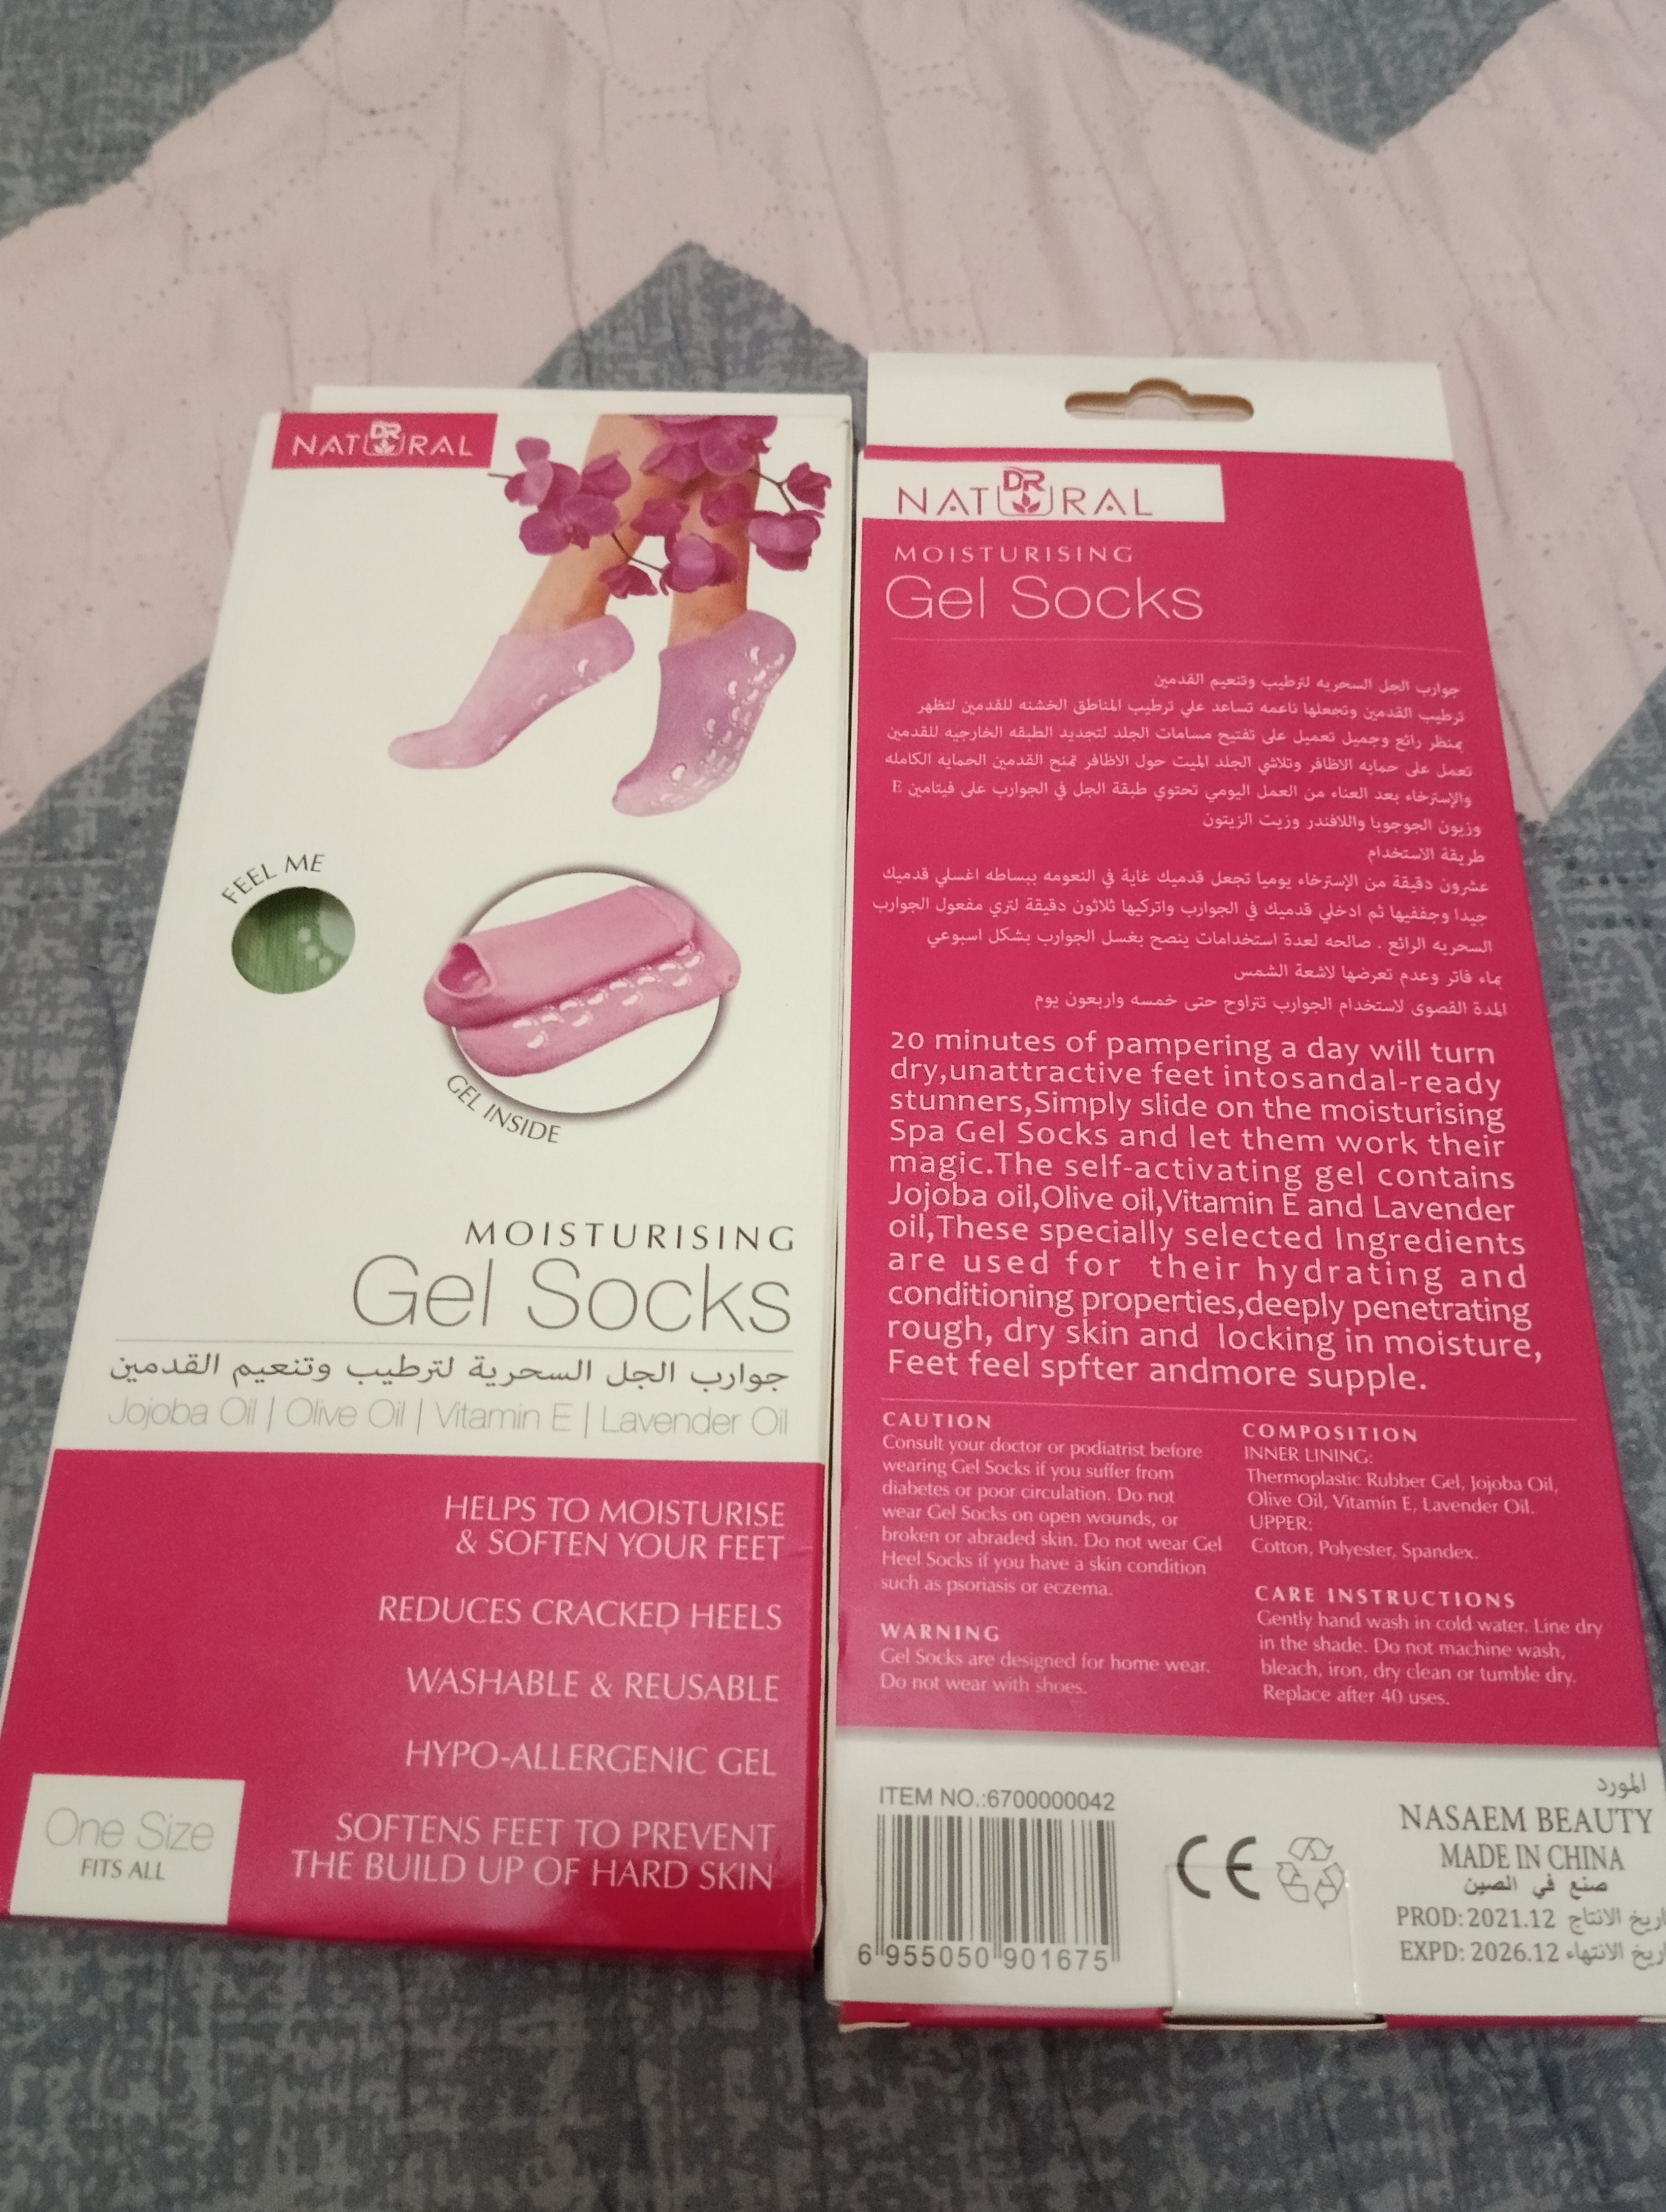 NATURAL
DR
FEEL ME
GEL INSIDE
MOISTURISING
Gel Socks
جوارب الجل السحرية لترطيب وتنعيم القدمين
Jojoba Oil | Olive Oil | Vitamin E | Lavender Oil
HELPS TO MOISTURISE
& SOFTEN YOUR FEET
REDUCES CRACKED HEELS
WASHABLE & REUSABLE
HYPO-ALLERGENIC GEL
SOFTENS FEET TO PREVENT
THE BUILD UP OF HARD SKIN
One Size
FITS ALL
NATURAL
DR
MOISTURISING
Gel Socks
جوارب الجل السحريه لترطيب وتنعيم القدمين
ترطيب القدمين وتجعلها ناعمه تساعد علي ترطيب المناطق الخشنه للقدمين لتظهر
بمنظر رائع وجميل تعميل على تفتيح مسامات الجلد لتجديد الطبقه الخارجيه للقدمين
تعمل على حمايه الاظافر وتلاشي الجلد الميت حول الاظافر تمنح القدمين الحمايه الكامله
والإسترخاء بعد العناء من العمل اليومي تحتوي طبقة الجل في الجوارب على فيتامين E
وزيون الجوجوبا واللافندر وزيت الزيتون
طريقة الاستخدام
عشرون دقيقة من الإسترخاء يوميا تجعل قدميك غاية في النعومه ببساطه اغسلي قدميك
جيدا وجففيها ثم ادخلي قدميك في الجوارب واتركيها ثلاثون دقيقة لتري مفعول الجوارب
السحريه الرائع . صالحه لعدة استخدامات ينصح بغسل الجوارب بشكل اسبوعي
بماء فاتر وعدم تعرضها لاشعة الشمس
المدة القصوى لاستخدام الجوارب تتراوح حتى خمسه واربعون يوم
20 minutes of pampering a day will turn
dry,unattractive feet intosandal-ready
stunners,Simply slide on the moisturising
Spa Gel Socks and let them work their
magic.The self-activating gel contains
Jojoba oil,Olive oil,Vitamin E and Lavender
oil,These specially selected Ingredients
are used for their hydrating and
conditioning properties,deeply penetrating
rough, dry skin and locking in moisture,
Feet feel spfter andmore supple.
CAUTION
Consult your doctor or podiatrist before
wearing Gel Socks if you suffer from
diabetes or poor circulation. Do not
wear Gel Socks on open wounds, or
broken or abraded skin. Do not wear Gel
Heel Socks if you have a skin condition
such as psoriasis or eczema.
WARNING
Gel Socks are designed for home wear.
Do not wear with shoes.
COMPOSITION
INNER LINING:
Thermoplastic Rubber Gel, Jojoba Oil,
Olive Oil, Vitamin E, Lavender Oil.
UPPER:
Cotton, Polyester, Spandex.
CARE INSTRUCTIONS
Gently hand wash in cold water. Line dry
in the shade. Do not machine wash,
bleach, iron, dry clean or tumble dry.
Replace after 40 uses.
ITEM NO.:6700000042
6 955050 901675
CE
المورد
NASAEM BEAUTY
MADE IN CHINA
صنع في الصين
PROD: 2021.12 اريخ الانتاج
EXPD: 2026.12 اريخ الانتهاء